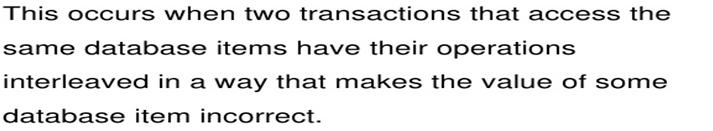 This occurs when two transactions that access the
same database items have their operations
interleaved in a way that makes the value of some
database item incorrect.